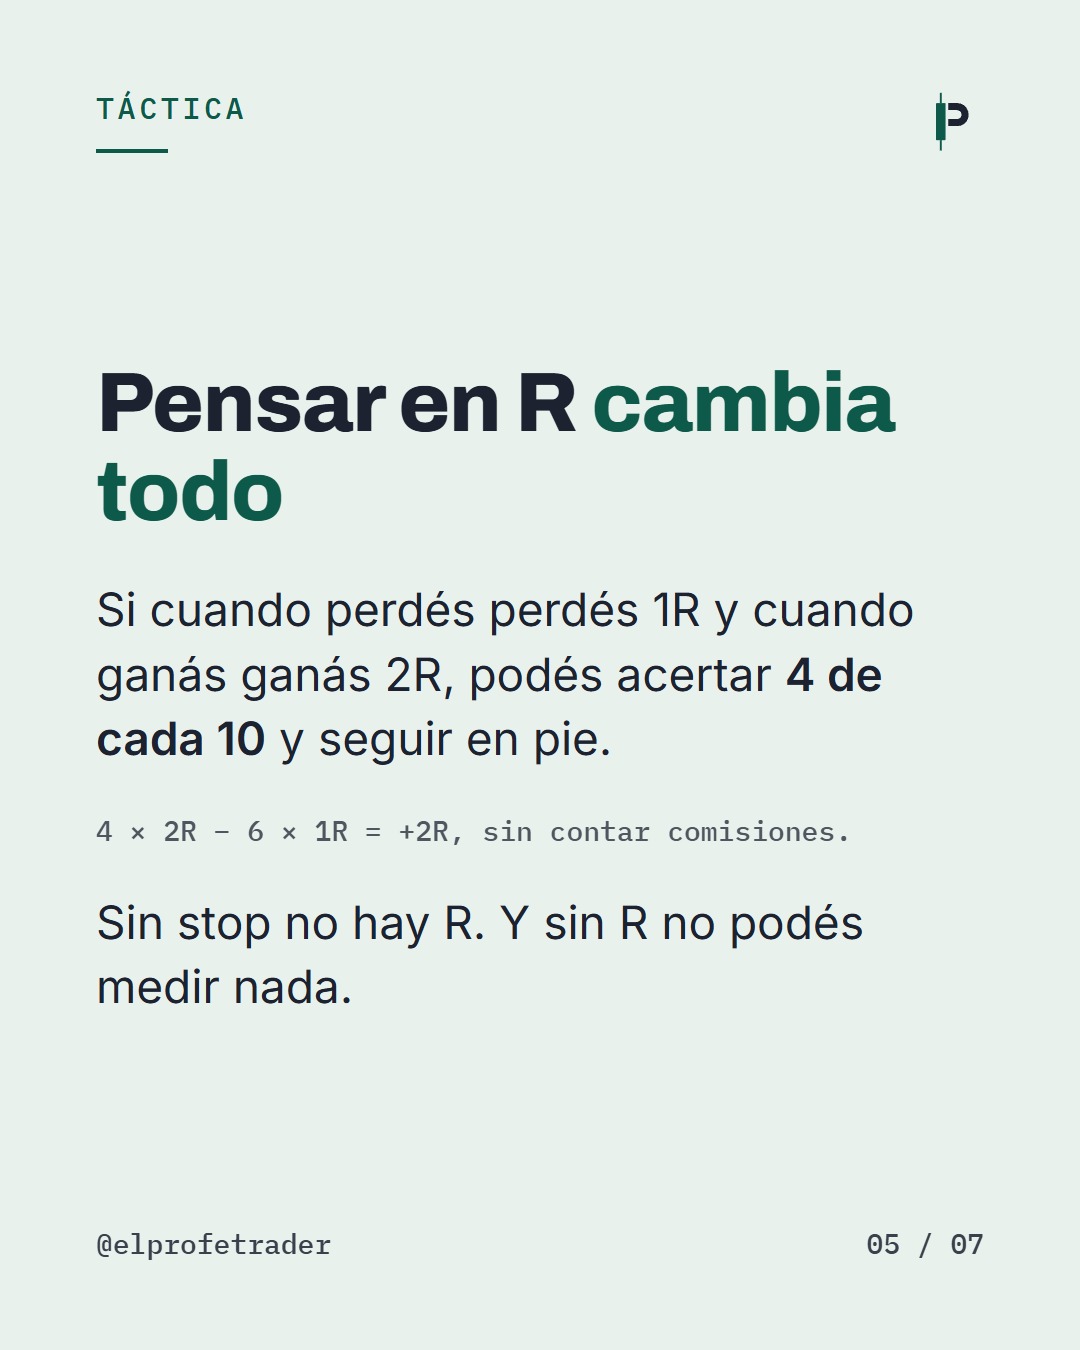 TÁCTICA
P
Pensar en R cambia
todo
Si cuando perdés perdés 1R y cuando
ganás ganás 2R, podés acertar 4 de
cada 10 y seguir en pie.
4 × 2R − 6 × 1R = +2R, sin contar comisiones.
Sin stop no hay R. Y sin R no podés
medir nada.
@elprofetrader
05 / 07